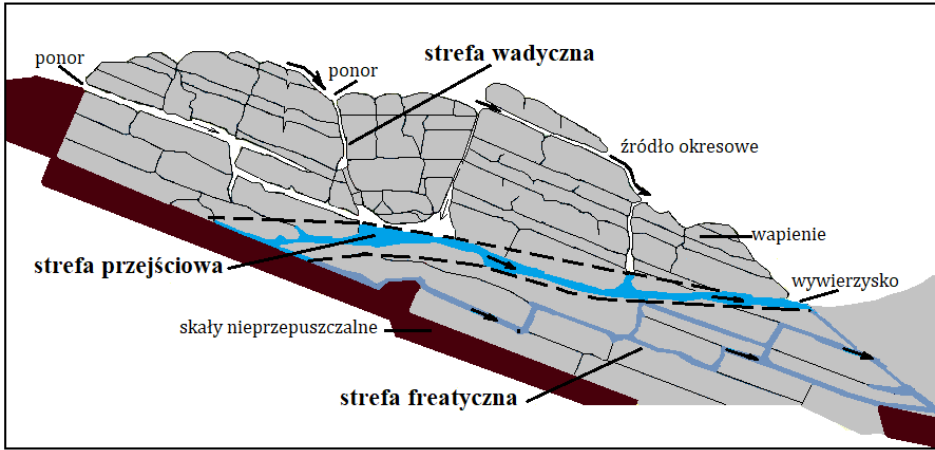 strefa wadyczna
ponor
ponor
źródło okresowe
wapienie
strefa przejściowa
wywierzysko
skały nieprzepuszczalne
strefa freatyczna